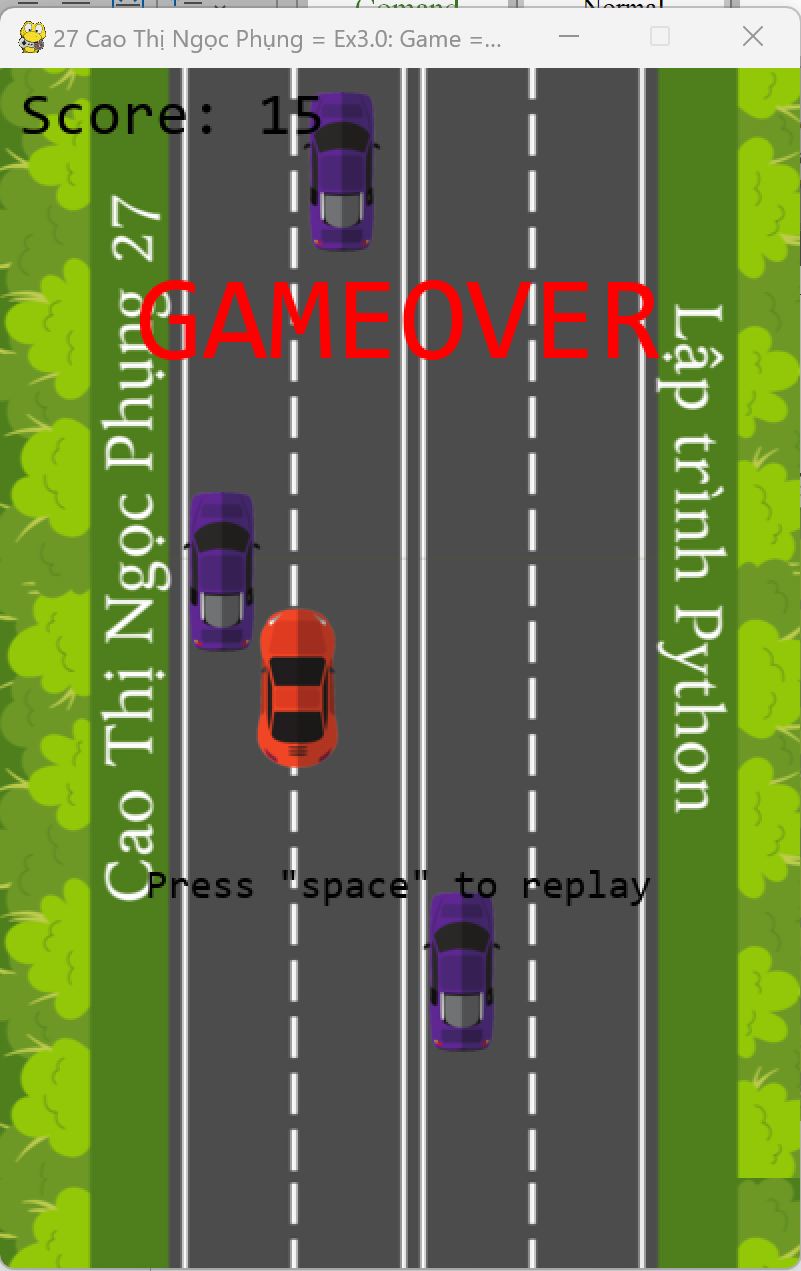 27 Cao Thị Ngọc Phụng = Ex3.0: Game =...
Score: 15
Cao Thị Ngọc Phụng 27
GAMEOVER
Lập trình Python
Press "space" to replay